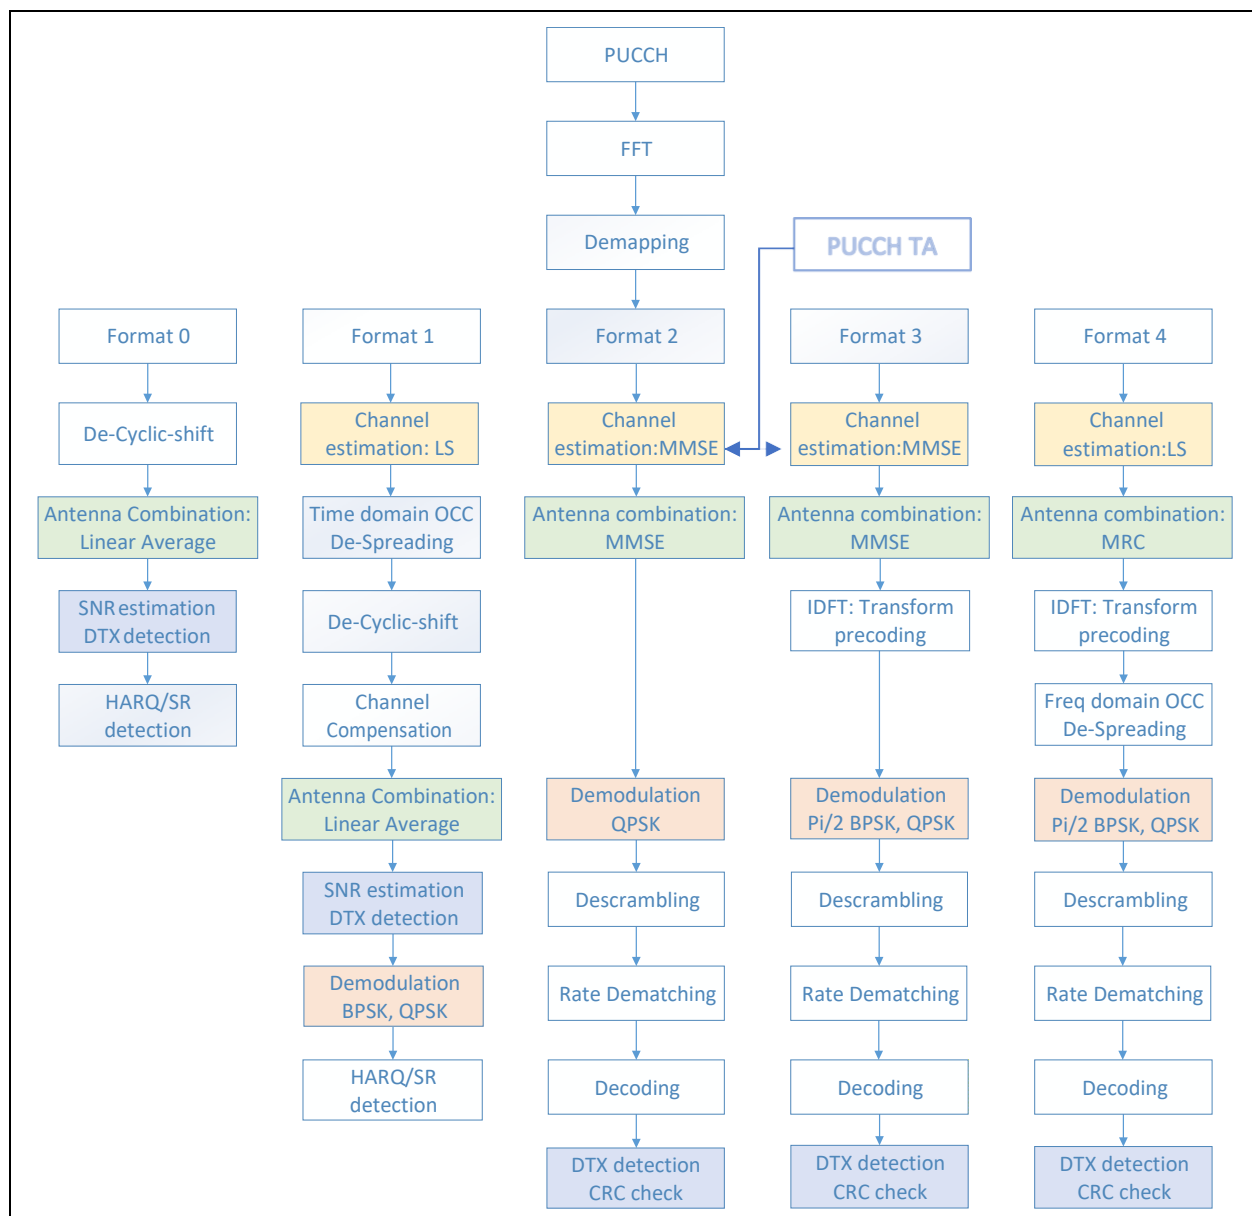 PUCCH
FFT
Demapping
PUCCH TA
Format 0
De-Cyclic-shift
Antenna Combination:
Linear Average
SNR estimation
DTX detection
HARQ/SR
detection
Format 1
Channel
estimation: LS
Time domain OCC
De-Spreading
De-Cyclic-shift
Channel
Compensation
Antenna Combination:
Linear Average
SNR estimation
DTX detection
Demodulation
BPSK, QPSK
HARQ/SR
detection
Format 2
Channel
estimation:MMSE
Antenna combination:
MMSE
Demodulation
QPSK
Descrambling
Rate Dematching
Decoding
DTX detection
CRC check
Format 3
Channel
estimation:MMSE
Antenna combination:
MMSE
IDFT: Transform
precoding
Demodulation
Pi/2 BPSK, QPSK
Descrambling
Rate Dematching
Decoding
DTX detection
CRC check
Format 4
Channel
estimation:LS
Antenna combination:
MRC
IDFT: Transform
precoding
Freq domain OCC
De-Spreading
Demodulation
Pi/2 BPSK, QPSK
Descrambling
Rate Dematching
Decoding
DTX detection
CRC check